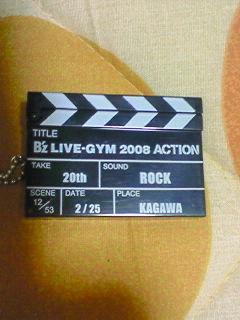 TITLE
B'z LIVE-GYM 2008 ACTION
TAKE SOUND
20th ROCK
SCENE DATE PLACE
12/53 2/25 KAGAWA